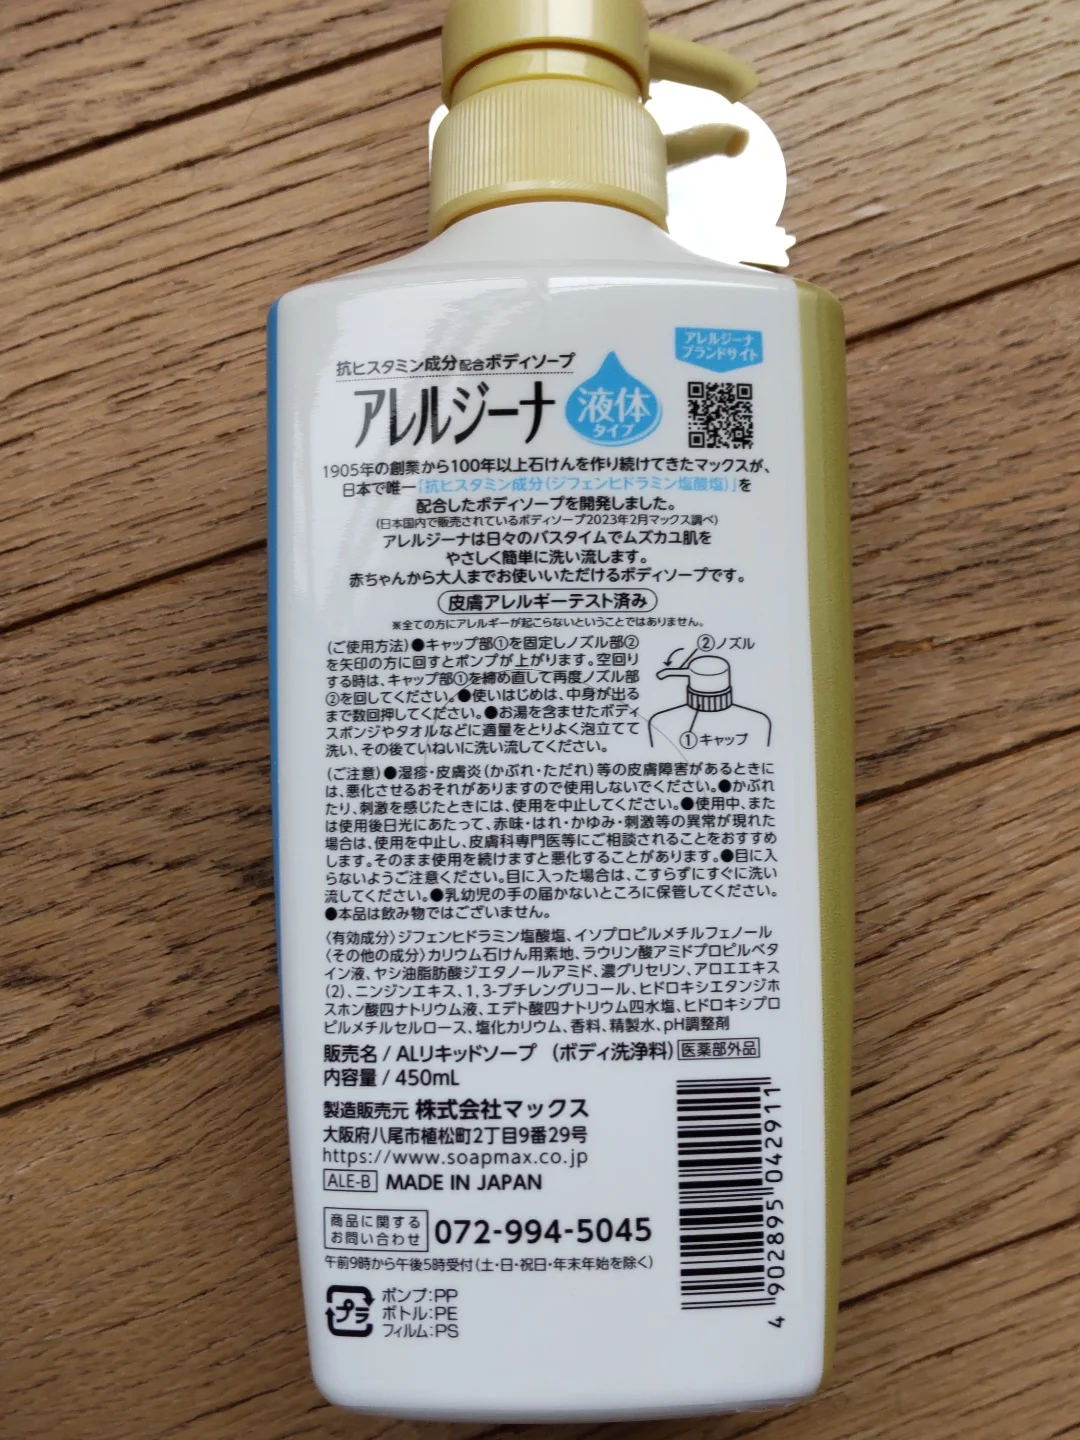 アレルジーナ
ブランドサイト
抗ヒスタミン成分配合ボディソープ
アレルジーナ
液体
タイプ
1905年の創業から100年以上石けんを作り続けてきたマックスが、
日本で唯一「抗ヒスタミン成分(ジフェンヒドラミン塩酸塩)」を
配合したボディソープを開発しました。
(日本国内で販売されているボディソープ2023年2月マックス調べ)
アレルジーナは日々のバスタイムでムズカユ肌を
やさしく簡単に洗い流します。
赤ちゃんから大人までお使いいただけるボディソープです。
皮膚アレルギーテスト済み
※全ての方にアレルギーが起こらないということではありません。
(ご使用方法)●キャップ部①を固定しノズル部②
を矢印の方に回すとポンプが上がります。空回り
する時は、キャップ部①を締め直して再度ノズル部
②を回してください。●使いはじめは、中身が出る
まで数回押してください。●お湯を含ませたボディ
スポンジやタオルなどに適量をとりよく泡立てて
洗い、その後ていねいに洗い流してください。
②ノズル
①キャップ
(ご注意)●湿疹・皮膚炎(かぶれ・ただれ)等の皮膚障害があるときに
は、悪化させるおそれがありますので使用しないでください。●かぶれ
たり、刺激を感じたときには、使用を中止してください。●使用中、また
は使用後日光にあたって、赤味・はれ・かゆみ・刺激等の異常が現れた
場合は、使用を中止し、皮膚科専門医等にご相談されることをおすすめ
します。そのまま使用を続けますと悪化することがあります。●目に入
らないようご注意ください。目に入った場合は、こすらずにすぐに洗い
流してください。●乳幼児の手の届かないところに保管してください。
●本品は飲み物ではございません。
〈有効成分〉ジフェンヒドラミン塩酸塩、イソプロピルメチルフェノール
〈その他の成分〉カリウム石けん用素地、ラウリン酸アミドプロピルベタ
イン液、ヤシ油脂肪酸ジエタノールアミド、濃グリセリン、アロエエキス
(2)、ニンジンエキス、1,3-ブチレングリコール、ヒドロキシエタンジホ
スホン酸四ナトリウム液、エデト酸四ナトリウム四水塩、ヒドロキシプロ
ピルメチルセルロース、塩化カリウム、香料、精製水、pH調整剤
販売名 / ALリキッドソープ (ボディ洗浄料) 医薬部外品
内容量 / 450mL
製造販売元 株式会社マックス
大阪府八尾市植松町2丁目9番29号
https://www.soapmax.co.jp
ALE-B MADE IN JAPAN
商品に関する
お問い合わせ
072-994-5045
午前9時から午後5時受付(土・日・祝日・年末年始を除く)
プラ
ポンプ:PP
ボトル:PE
フィルム:PS
4 902895 042911